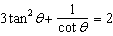 3tan²θ + 1/cotθ = 2